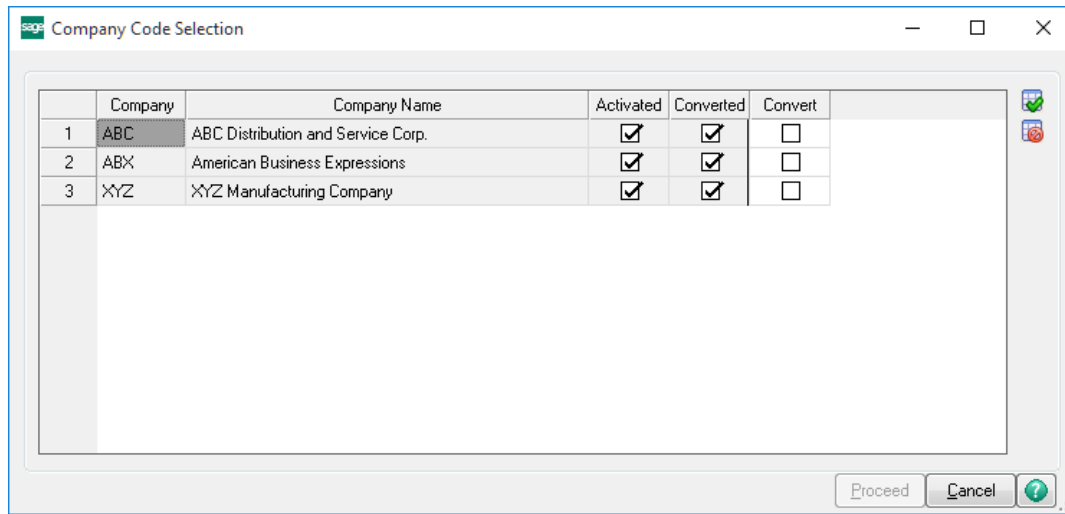 sage Company Code Selection
Company Company Name Activated Converted Convert
1 ABC ABC Distribution and Service Corp.
2 ABX American Business Expressions
3 XYZ XYZ Manufacturing Company
Proceed Cancel ?